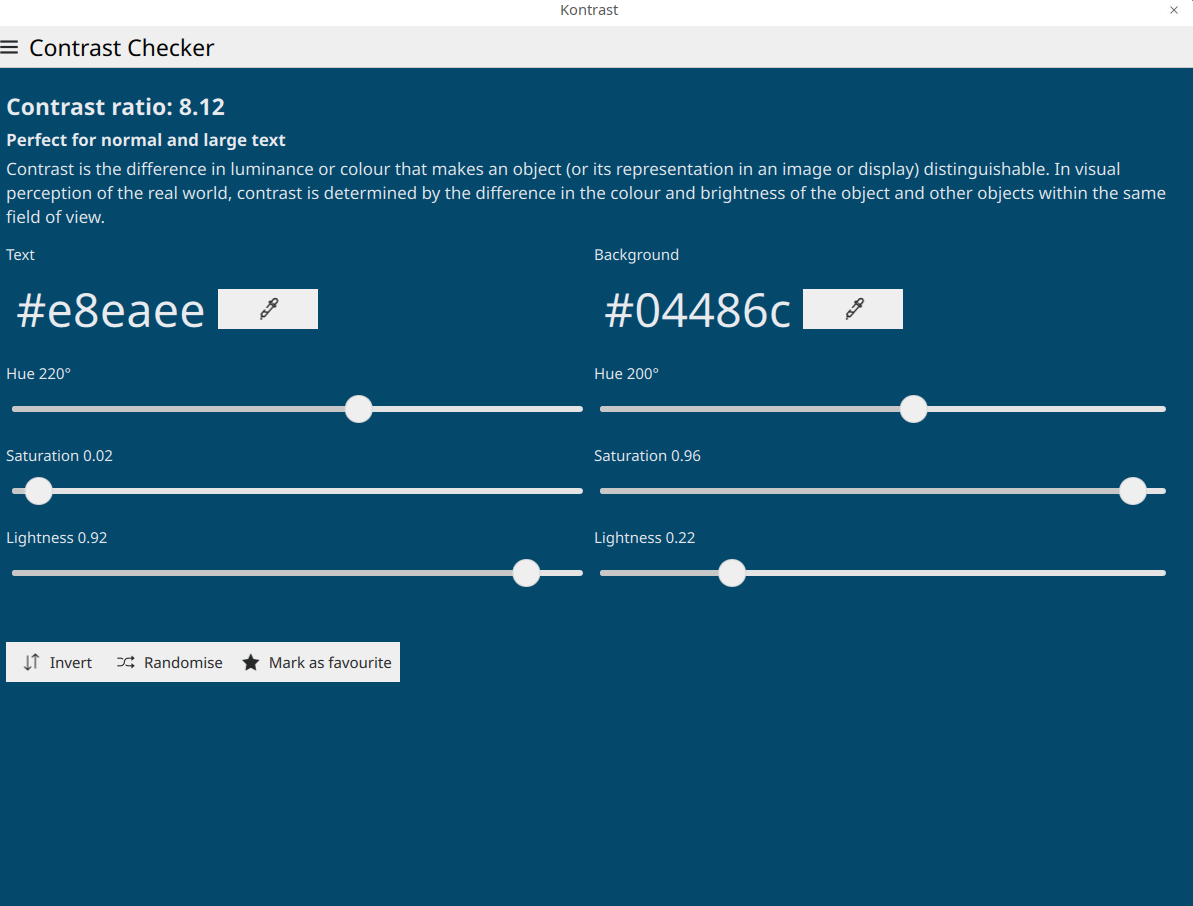 Kontrast
Contrast Checker
Contrast ratio: 8.12
Perfect for normal and large text
Contrast is the difference in luminance or colour that makes an object (or its representation in an image or display) distinguishable. In visual
perception of the real world, contrast is determined by the difference in the colour and brightness of the object and other objects within the same
field of view.
Text
Background
#e8eaee
#04486c
Hue 220°
Hue 200°
Saturation 0.02
Saturation 0.96
Lightness 0.92
Lightness 0.22
Invert
Randomise
Mark as favourite